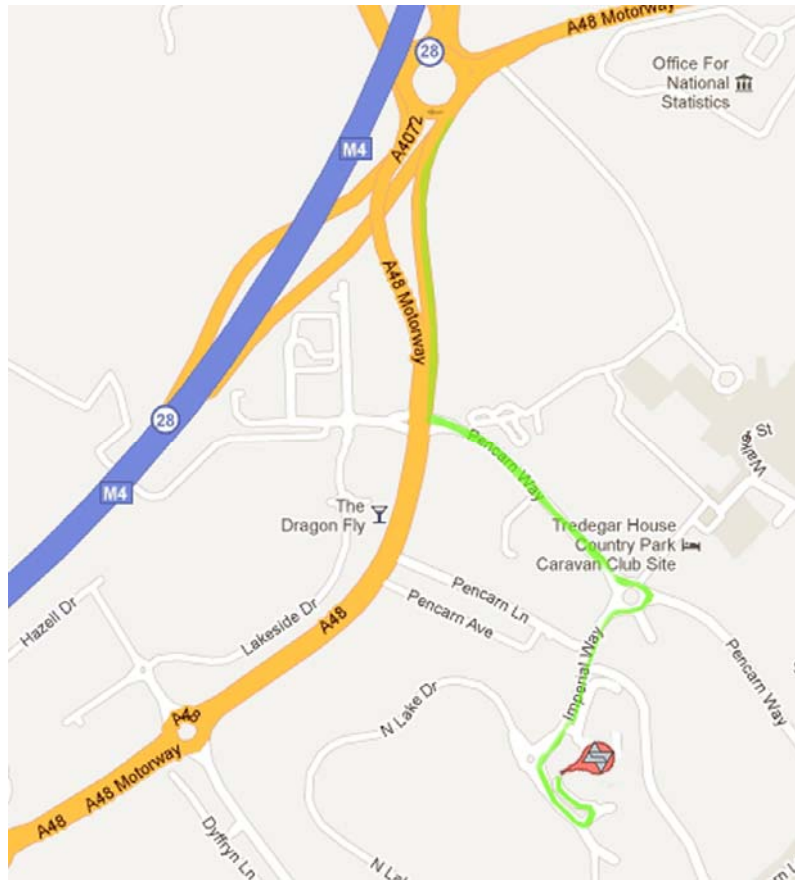 A48 Motorway
28
Office For
National
Statistics
A4072
M4
A48 Motorway
28
St
Walk
Pencarn Way
M4
The
Dragon Fly
Tredegar House
Country Park
Caravan Club Site
Pencarn Ln
Hazell Dr
Lakeside Dr
A48
Pencarn Ave
Imperial Way
Pencarn Way
N Lake Dr
A48
A48 Motorway
A48
Dyffryn Ln
N L